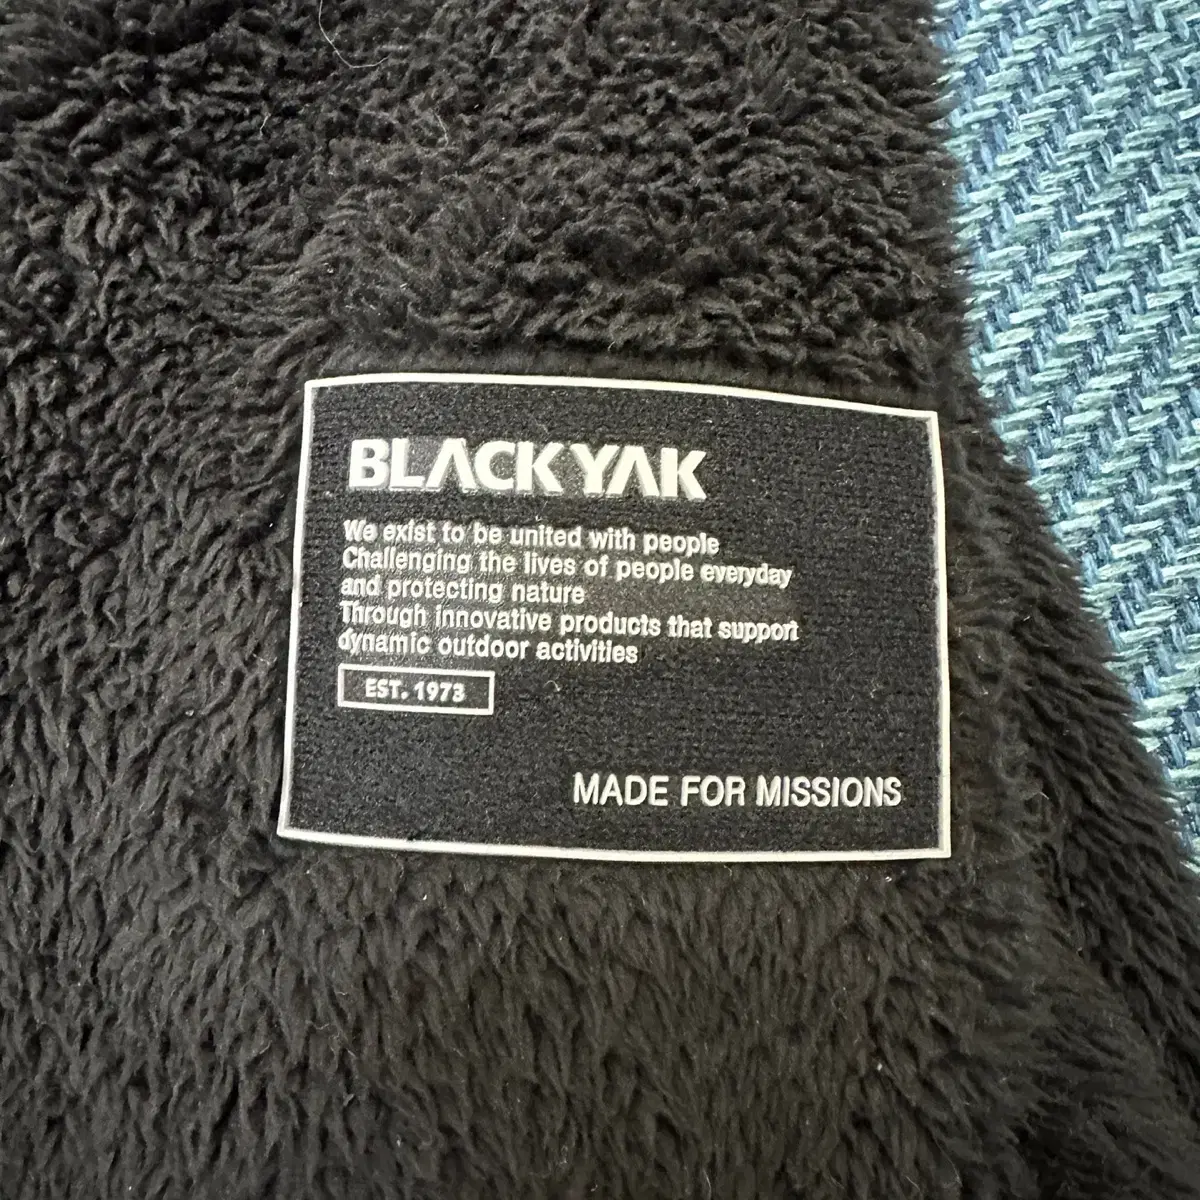 BLACKYAK
We exist to be united with people
Challenging the lives of people everyday
and protecting nature
Through innovative products that support
dynamic outdoor activities
EST. 1973
MADE FOR MISSIONS